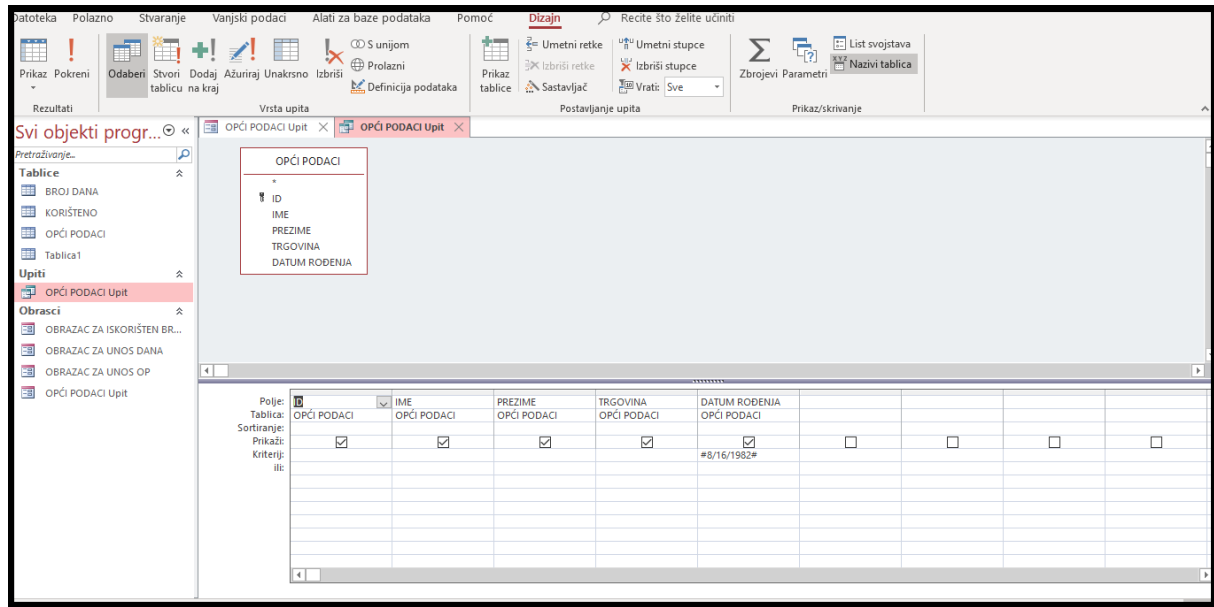 Datoteka Polazno Stvaranje Vanjski podaci Alati za baze podataka Pomoć Dizajn Recite što želite učiniti
Prikaz Pokreni
Rezultati
Odaberi Stvori tablicu Dodaj na kraj Ažuriraj Unakrsno Izbriši
S unijom
Prolazni
Definicija podataka
Vrsta upita
Prikaz tablice
Umetni retke
Izbriši retke
Sastavljač
Umetni stupce
Izbriši stupce
Vrati: Sve
Postavljanje upita
Zbrojevi Parametri
List svojstava
XYZ
Nazivi tablica
Prikaz/skrivanje
Svi objekti progr... «
Pretraživanje...
Tablice
BROJ DANA
KORIŠTENO
OPĆI PODACI
Tablica1
Upiti
OPĆI PODACI Upit
Obrasci
OBRAZAC ZA ISKORIŠTEN BR...
OBRAZAC ZA UNOS DANA
OBRAZAC ZA UNOS OP
OPĆI PODACI Upit
OPĆI PODACI Upit OPĆI PODACI Upit
OPĆI PODACI
*
ID
IME
PREZIME
TRGOVINA
DATUM ROĐENJA
Polje: ID IME PREZIME TRGOVINA DATUM ROĐENJA
Tablica: OPĆI PODACI OPĆI PODACI OPĆI PODACI OPĆI PODACI OPĆI PODACI
Sortiranje:
Prikaži:
Kriterij: #8/16/1982#
ili: